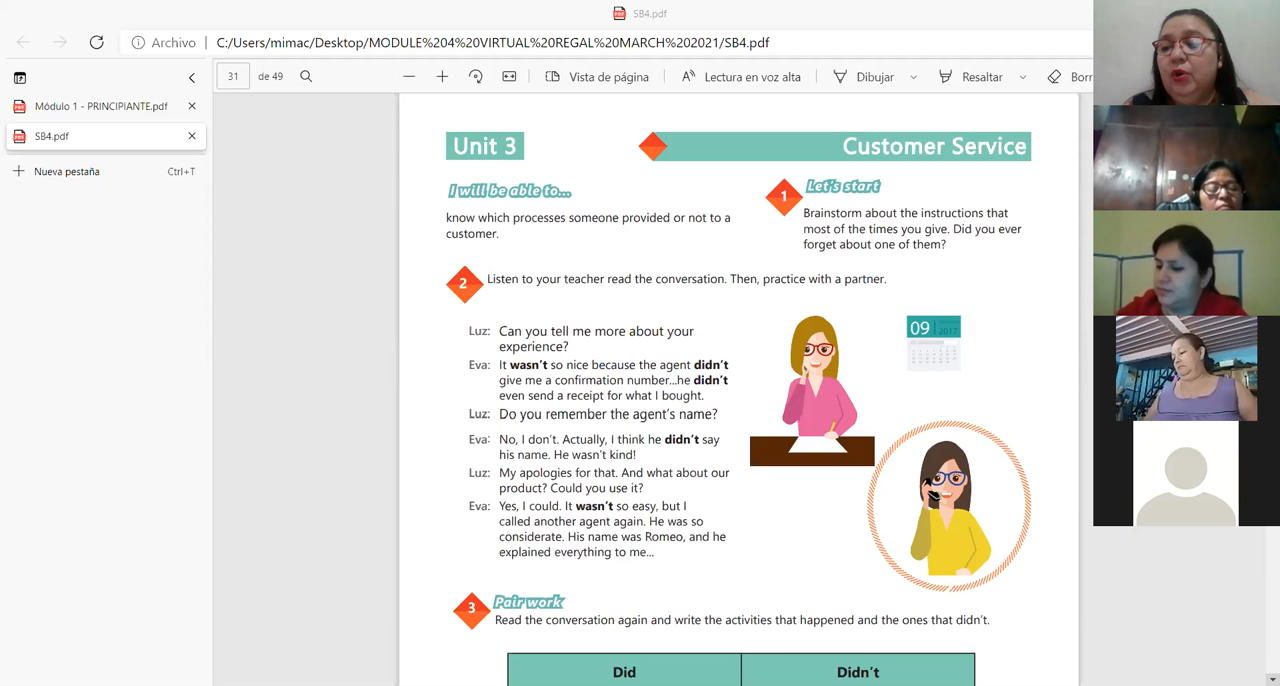 SB4.pdf
Archivo
C:/Users/mimac/Desktop/MODULE%204%20VIRTUAL%20REGAL%20MARCH%202021/SB4.pdf
31 de 49
Vista de página
Lectura en voz alta
Dibujar
Resaltar
Borr
Módulo 1 - PRINCIPIANTE.pdf
SB4.pdf
Nueva pestaña Ctrl+T
Unit 3
Customer Service
I will be able to...
know which processes someone provided or not to a
customer.
1 Let's start
Brainstorm about the instructions that
most of the times you give. Did you ever
forget about one of them?
2 Listen to your teacher read the conversation. Then, practice with a partner.
Luz: Can you tell me more about your
experience?
Eva: It wasn't so nice because the agent didn't
give me a confirmation number...he didn't
even send a receipt for what I bought.
Luz: Do you remember the agent's name?
Eva: No, I don't. Actually, I think he didn't say
his name. He wasn't kind!
Luz: My apologies for that. And what about our
product? Could you use it?
Eva: Yes, I could. It wasn't so easy, but I
called another agent again. He was so
considerate. His name was Romeo, and he
explained everything to me...
09
2017
3 Pair work
Read the conversation again and write the activities that happened and the ones that didn't.
Did
Didn't